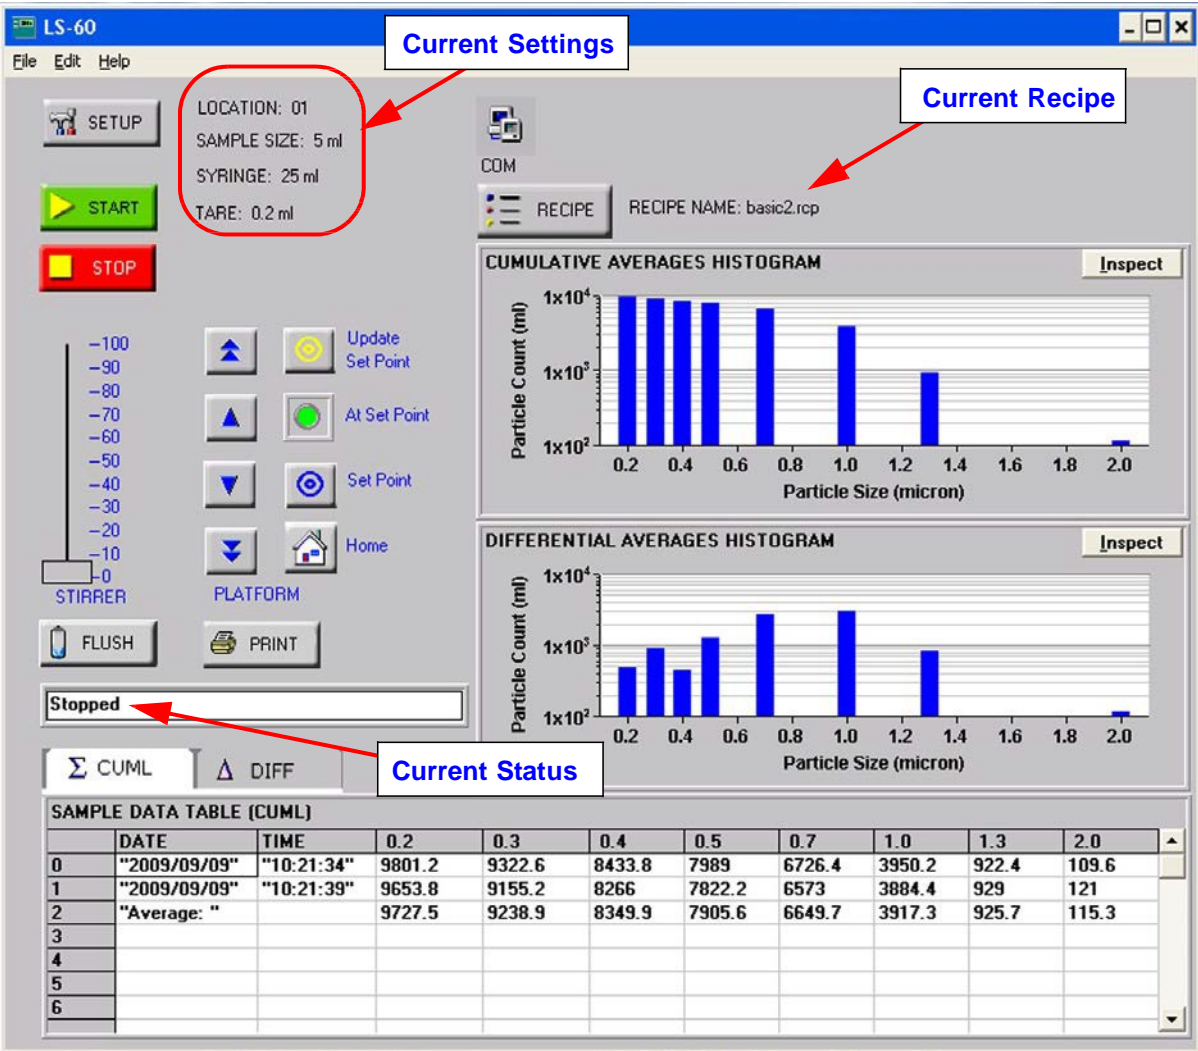 LS-60
Current Settings
File Edit Help
Current Recipe
SETUP
LOCATION: 01
SAMPLE SIZE: 5 ml
SYRINGE: 25 ml
TARE: 0.2 ml
COM
START
RECIPE
RECIPE NAME: basic2.rcp
STOP
CUMULATIVE AVERAGES HISTOGRAM
Inspect
Particle Count (ml)
1x10⁴
1x10³
1x10²
0.2 0.4 0.6 0.8 1.0 1.2 1.4 1.6 1.8 2.0
Particle Size (micron)
–100
–90
–80
–70
–60
–50
–40
–30
–20
–10
–0
STIRRER
Update
Set Point
At Set Point
Set Point
Home
PLATFORM
DIFFERENTIAL AVERAGES HISTOGRAM
Inspect
Particle Count (ml)
1x10⁴
1x10³
1x10²
0.2 0.4 0.6 0.8 1.0 1.2 1.4 1.6 1.8 2.0
Particle Size (micron)
FLUSH
PRINT
Stopped
Current Status
Σ CUML
Δ DIFF
SAMPLE DATA TABLE (CUML)
DATE TIME 0.2 0.3 0.4 0.5 0.7 1.0 1.3 2.0
0 "2009/09/09" "10:21:34" 9801.2 9322.6 8433.8 7989 6726.4 3950.2 922.4 109.6
1 "2009/09/09" "10:21:39" 9653.8 9155.2 8266 7822.2 6573 3884.4 929 121
2 "Average: " 9727.5 9238.9 8349.9 7905.6 6649.7 3917.3 925.7 115.3
3
4
5
6